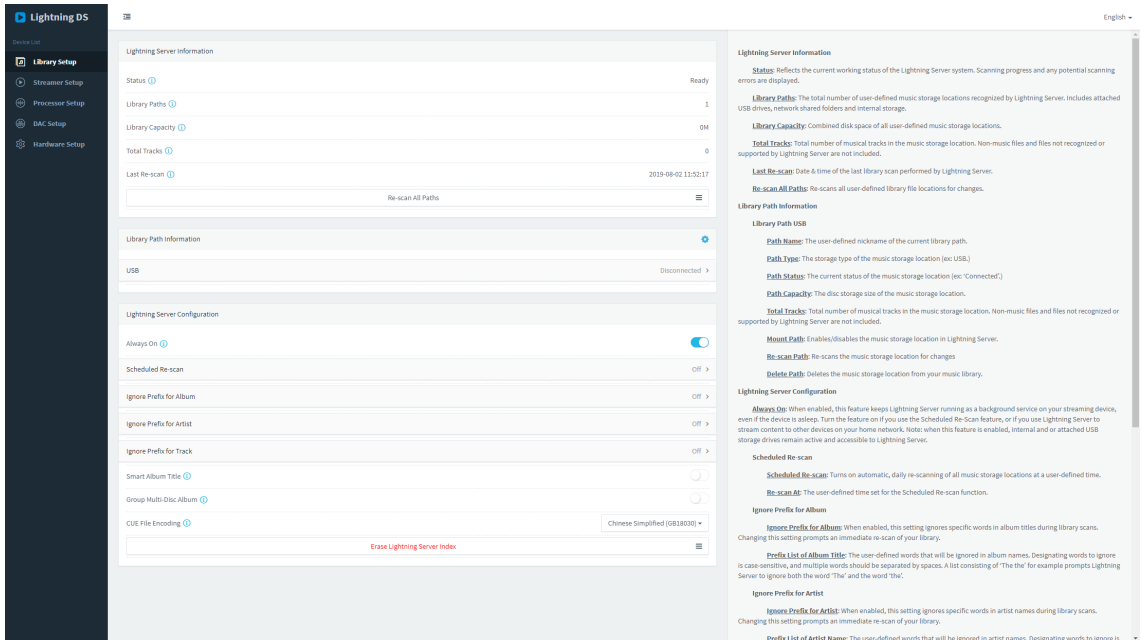 Lightning DS
English
Device List
Library Setup
Streamer Setup
Processor Setup
DAC Setup
Hardware Setup
Lightning Server Information
Status
Ready
Library Paths
1
Library Capacity
0M
Total Tracks
0
Last Re-scan
2019-08-02 11:52:17
Re-scan All Paths
Library Path Information
USB
Disconnected
Lightning Server Configuration
Always On
Scheduled Re-scan
Off
Ignore Prefix for Album
Off
Ignore Prefix for Artist
Off
Ignore Prefix for Track
Off
Smart Album Title
Group Multi-Disc Album
CUE File Encoding
Chinese Simplified (GB18030)
Erase Lightning Server Index
Lightning Server Information
Status: Reflects the current working status of the Lightning Server system. Scanning progress and any potential scanning
errors are displayed.
Library Paths: The total number of user-defined music storage locations recognized by Lightning Server. Includes attached
USB drives, network shared folders and internal storage.
Library Capacity: Combined disk space of all user-defined music storage locations.
Total Tracks: Total number of musical tracks in the music storage location. Non-music files and files not recognized or
supported by Lightning Server are not included.
Last Re-scan: Date & time of the last library scan performed by Lightning Server.
Re-scan All Paths: Re-scans all user-defined library file locations for changes.
Library Path Information
Library Path USB
Path Name: The user-defined nickname of the current library path.
Path Type: The storage type of the music storage location (ex: USB.)
Path Status: The current status of the music storage location (ex: 'Connected'.)
Path Capacity: The disc storage size of the music storage location.
Total Tracks: Total number of musical tracks in the music storage location. Non-music files and files not recognized or
supported by Lightning Server are not included.
Mount Path: Enables/disables the music storage location in Lightning Server.
Re-scan Path: Re-scans the music storage location for changes
Delete Path: Deletes the music storage location from your music library.
Lightning Server Configuration
Always On: When enabled, this feature keeps Lightning Server running as a background service on your streaming device,
even if the device is asleep. Turn the feature on if you use the Scheduled Re-Scan feature, or if you use Lightning Server to
stream content to other devices on your home network. Note: when this feature is enabled, internal and or attached USB
storage drives remain active and accessible to Lightning Server.
Scheduled Re-scan
Scheduled Re-scan: Turns on automatic, daily re-scanning of all music storage locations at a user-defined time.
Re-scan At: The user-defined time set for the Scheduled Re-scan function.
Ignore Prefix for Album
Ignore Prefix for Album: When enabled, this setting ignores specific words in album titles during library scans.
Changing this setting prompts an immediate re-scan of your library.
Prefix List of Album Title: The user-defined words that will be ignored in album names. Designating words to ignore
is case-sensitive, and multiple words should be separated by spaces. A list consisting of 'The the' for example prompts Lightning
Server to ignore both the word 'The' and the word 'the'.
Ignore Prefix for Artist
Ignore Prefix for Artist: When enabled, this setting ignores specific words in artist names during library scans.
Changing this setting prompts an immediate re-scan of your library.
Prefix List of Artist Name: The user-defined words that will be ignored in artist names. Designating words to ignore is